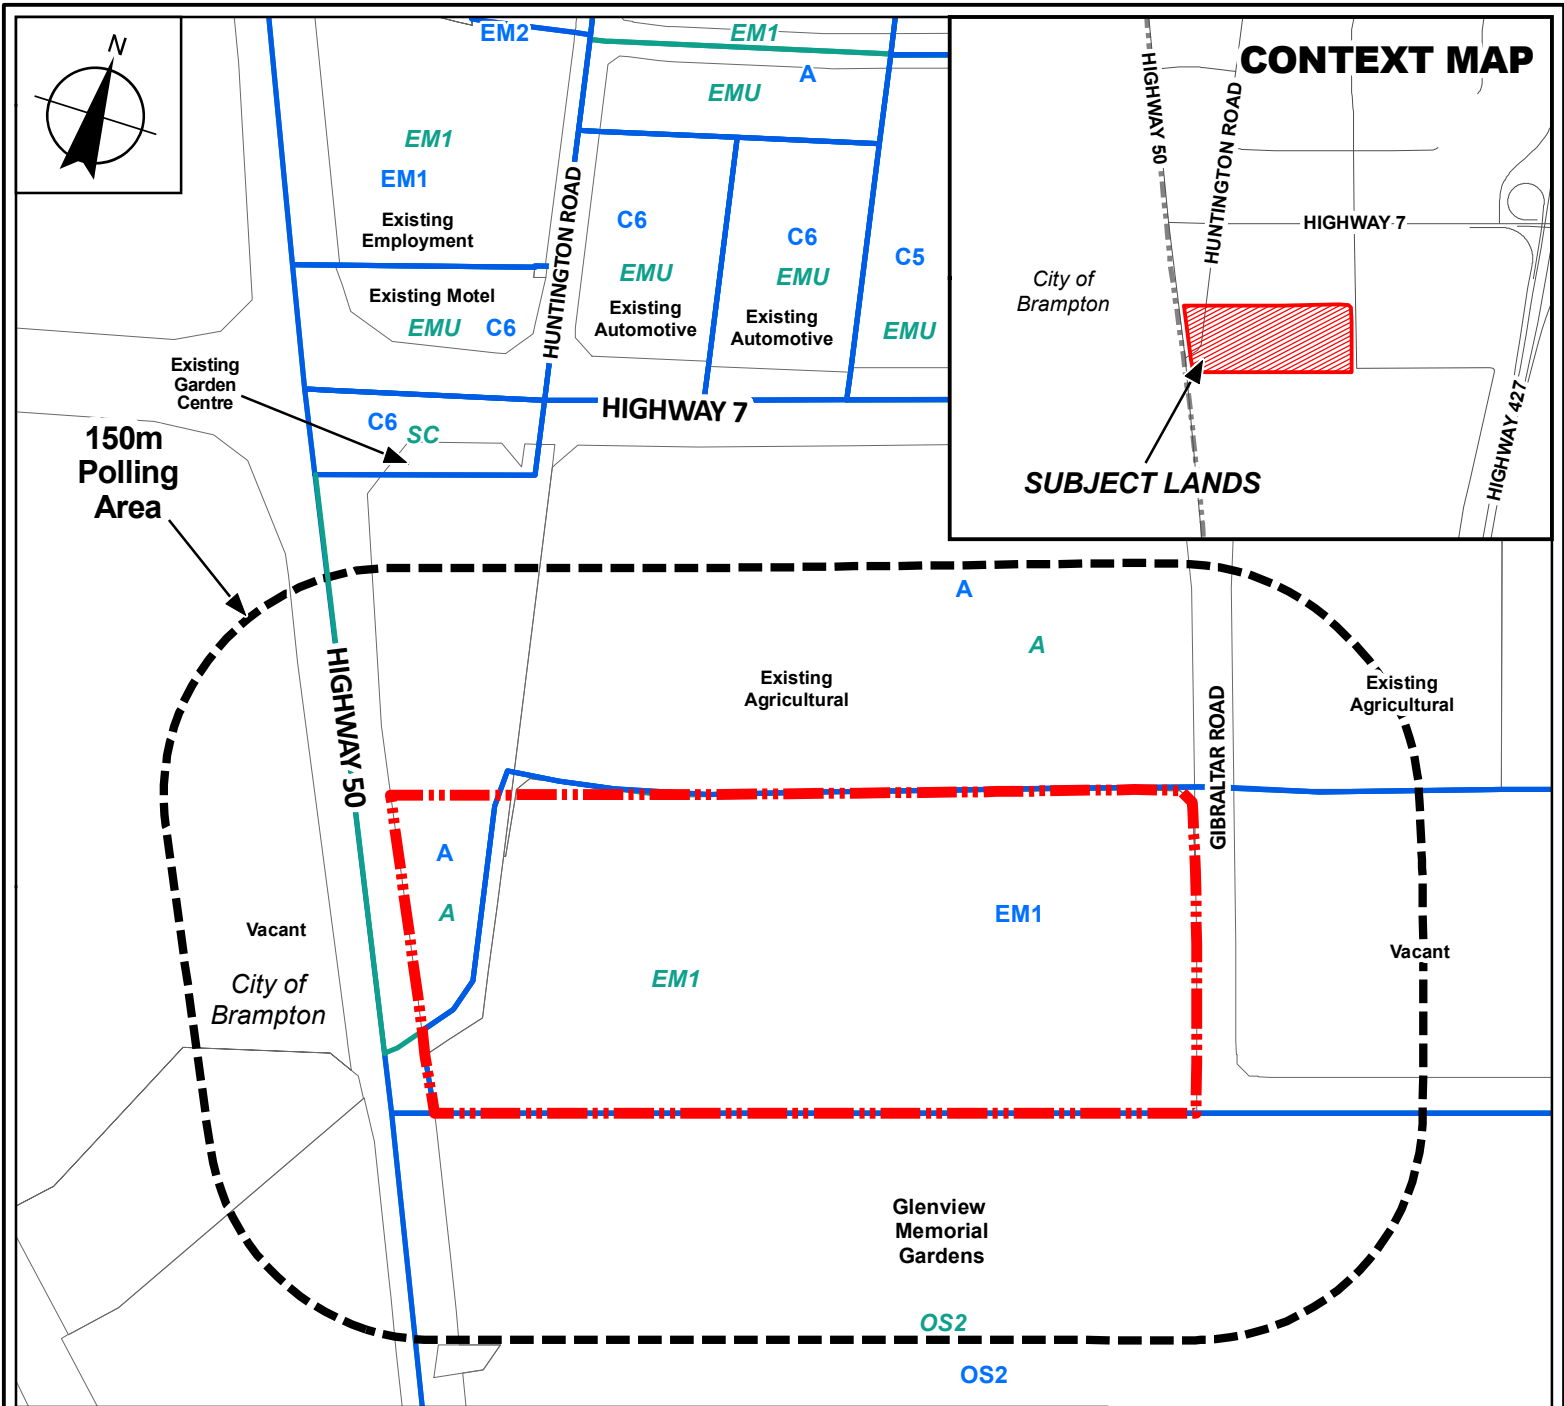 N
EM2
EM1
A
EMU
EM1
EM1
Existing
Employment
HUNTINGTON ROAD
C6
EMU
Existing
Automotive
C6
EMU
Existing
Automotive
C5
EMU
Existing Motel
EMU
C6
Existing
Garden
Centre
C6
SC
HIGHWAY 7
150m
Polling
Area
CONTEXT MAP
HIGHWAY 50
HUNTINGTON ROAD
HIGHWAY 7
City of
Brampton
HIGHWAY 427
SUBJECT LANDS
A
A
Existing
Agricultural
Existing
Agricultural
HIGHWAY 50
GIBRALTAR ROAD
A
A
EM1
EM1
Vacant
City of
Brampton
Vacant
Glenview
Memorial
Gardens
OS2
OS2